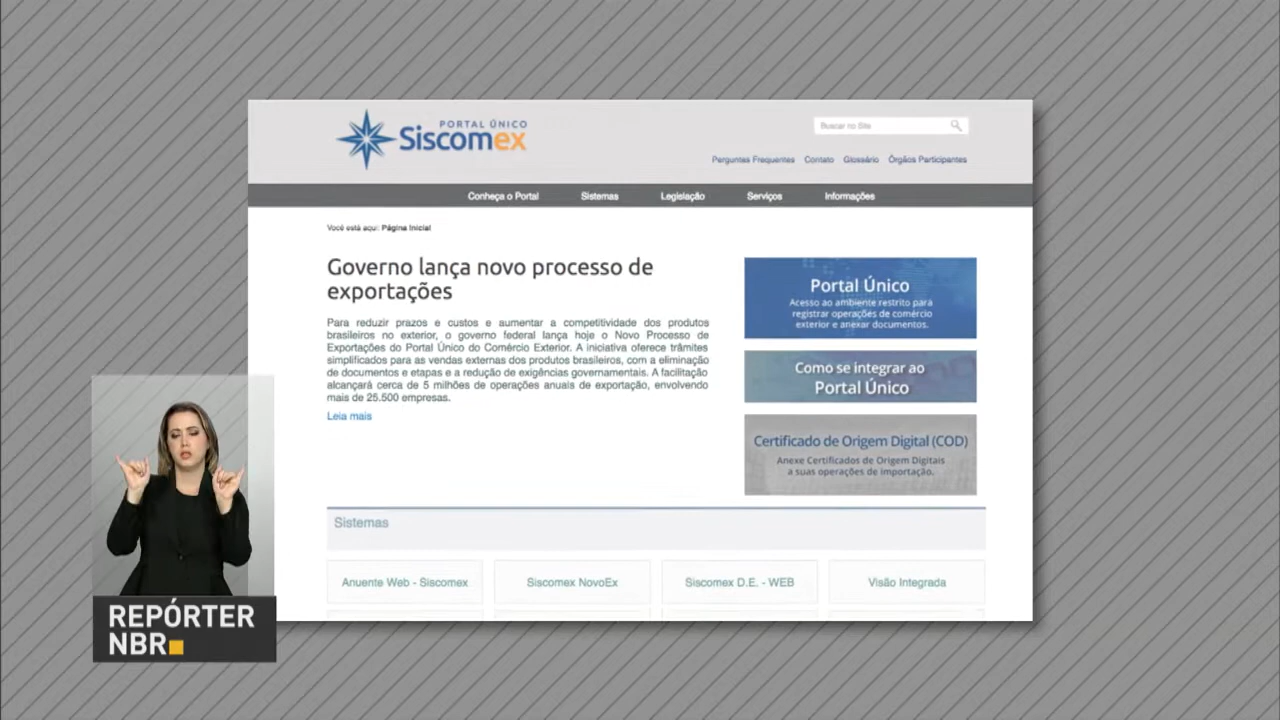 PORTAL ÚNICO
Siscomex
Buscar no Site
Perguntas Frequentes Contato Glossário Órgãos Participantes
Conheça o Portal Sistemas Legislação Serviços Informações
Você está aqui: Página Inicial
Governo lança novo processo de
exportações
Para reduzir prazos e custos e aumentar a competitividade dos produtos
brasileiros no exterior, o governo federal lança hoje o Novo Processo de
Exportações do Portal Único do Comércio Exterior. A iniciativa oferece trâmites
simplificados para as vendas externas dos produtos brasileiros, com a eliminação
de documentos e etapas e a redução de exigências governamentais. A facilitação
alcançará cerca de 5 milhões de operações anuais de exportação, envolvendo
mais de 25.500 empresas.
Leia mais
Portal Único
Acesso ao ambiente restrito para
registrar operações de comércio
exterior e anexar documentos.
Como se integrar ao
Portal Único
Certificado de Origem Digital (COD)
Anexe Certificados de Origem Digitais
a suas operações de importação.
Sistemas
Anuente Web - Siscomex Siscomex NovoEx Siscomex D.E. - WEB Visão Integrada
REPÓRTER
NBR